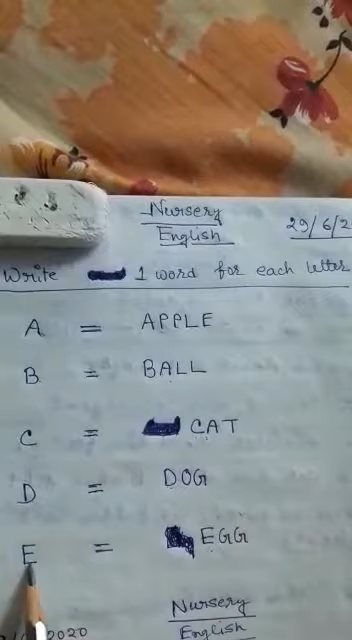 Nursery
English
29/6/2
Write 1 word for each letter
A = APPLE
B = BALL
C = CAT
D = DOG
E = EGG
2020
Nursery
English